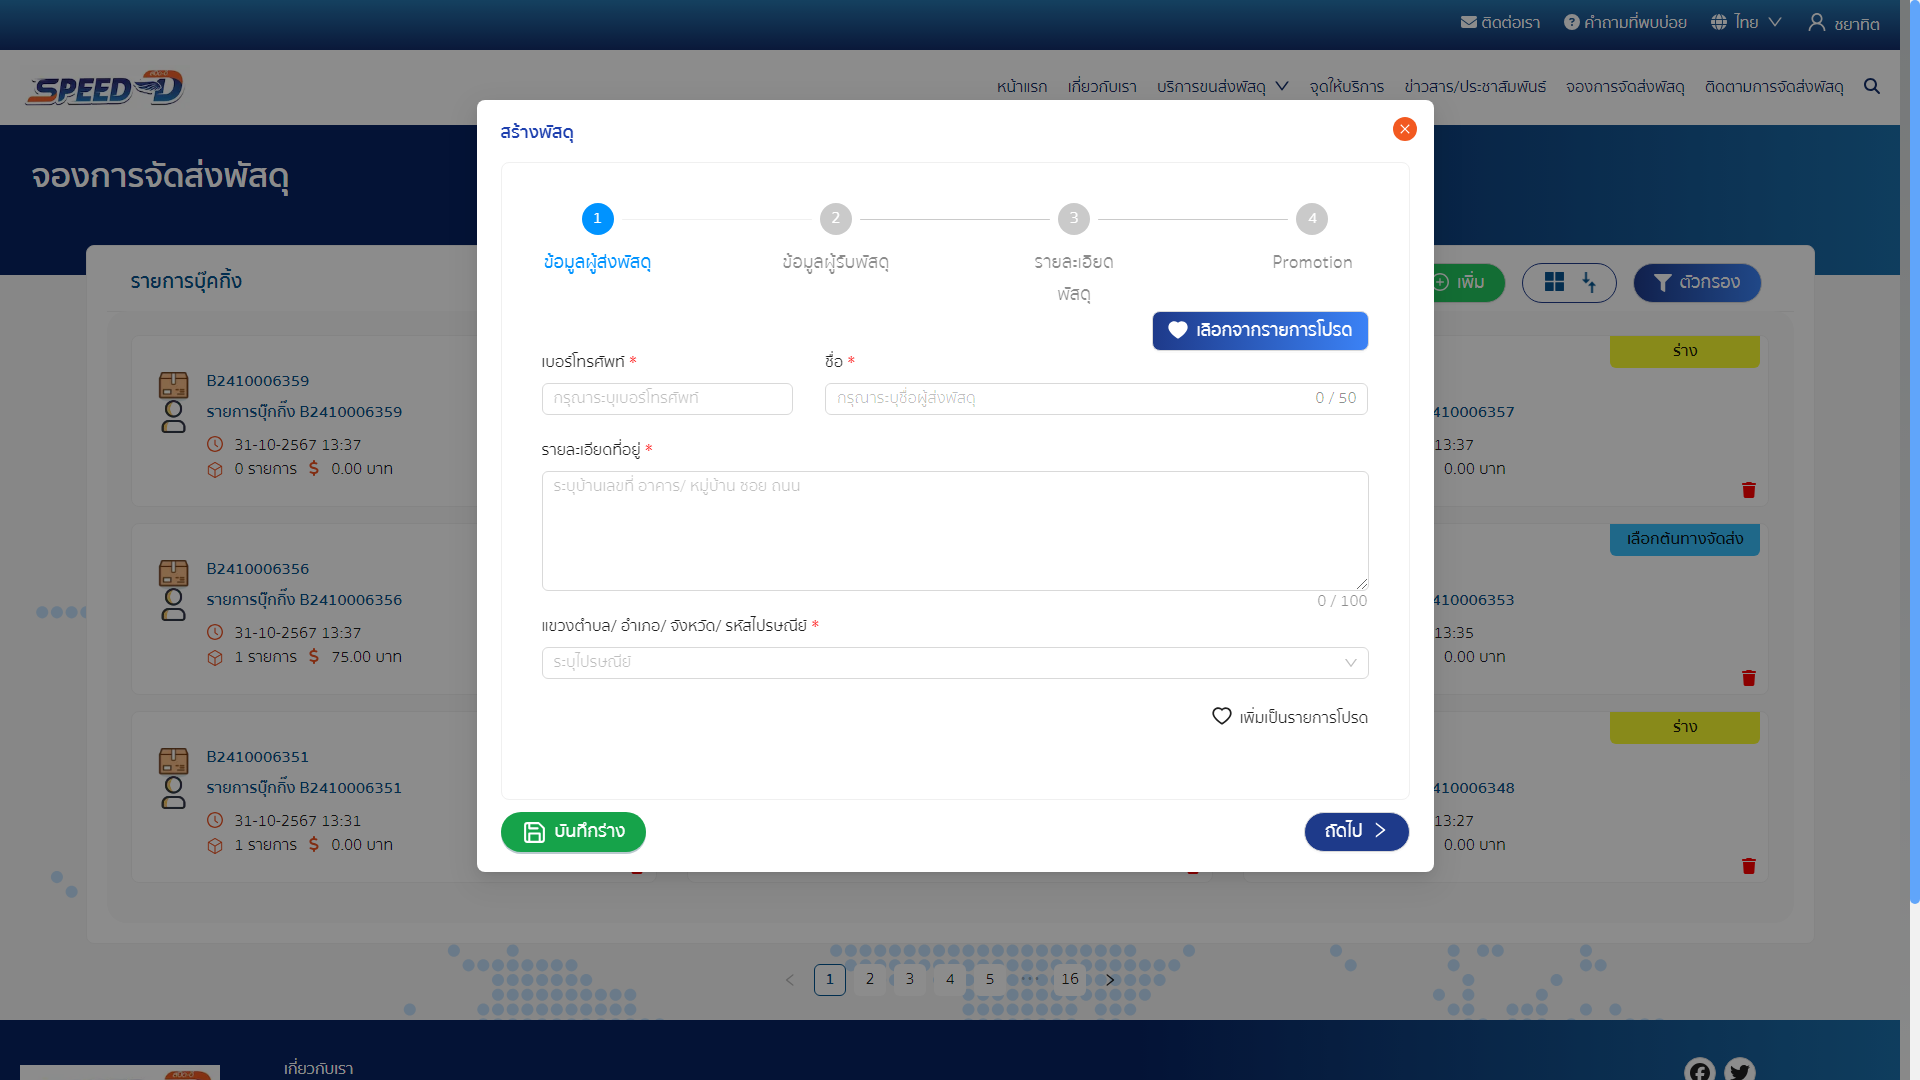 ติดต่อเรา คำถามที่พบบ่อย ไทย ชยาทิต
SPEED-D
หน้าแรก เกี่ยวกับเรา บริการขนส่งพัสดุ จุดให้บริการ ข่าวสาร/ประชาสัมพันธ์ จองการจัดส่งพัสดุ ติดตามการจัดส่งพัสดุ
จองการจัดส่งพัสดุ
สร้างพัสดุ
1 2 3 4
ข้อมูลผู้ส่งพัสดุ ข้อมูลผู้รับพัสดุ รายละเอียด Promotion
พัสดุ
เลือกจากรายการโปรด
เบอร์โทรศัพท์ * ชื่อ *
กรุณาระบุเบอร์โทรศัพท์ กรุณาระบุชื่อผู้ส่งพัสดุ 0 / 50
รายละเอียดที่อยู่ *
ระบุบ้านเลขที่ อาคาร/ หมู่บ้าน ซอย ถนน
0 / 100
แขวงตำบล/ อำเภอ/ จังหวัด/ รหัสไปรษณีย์ *
ระบุไปรษณีย์
เพิ่มเป็นรายการโปรด
บันทึกร่าง ถัดไป
รายการบุ๊คกิ้ง เพิ่ม ตัวกรอง
B2410006359
รายการบุ๊กกิ้ง B2410006359
31-10-2567 13:37
0 รายการ $ 0.00 บาท
ร่าง
410006357
13:37
0.00 บาท
B2410006356
รายการบุ๊กกิ้ง B2410006356
31-10-2567 13:37
1 รายการ $ 75.00 บาท
เลือกต้นทางจัดส่ง
410006353
13:35
0.00 บาท
B2410006351
รายการบุ๊กกิ้ง B2410006351
31-10-2567 13:31
1 รายการ $ 0.00 บาท
ร่าง
410006348
13:27
0.00 บาท
1 2 3 4 5 ••• 16
เกี่ยวกับเรา